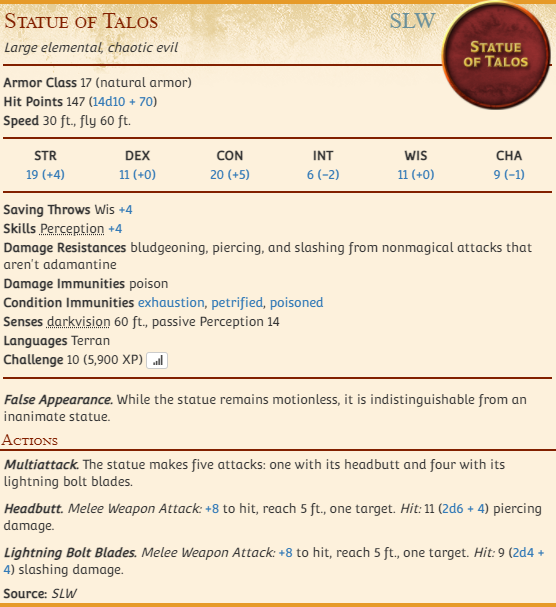 Statue of Talos
SLW
Statue
of Talos
Large elemental, chaotic evil
Armor Class 17 (natural armor)
Hit Points 147 (14d10 + 70)
Speed 30 ft., fly 60 ft.
STR DEX CON INT WIS CHA
19 (+4) 11 (+0) 20 (+5) 6 (−2) 11 (+0) 9 (−1)
Saving Throws Wis +4
Skills Perception +4
Damage Resistances bludgeoning, piercing, and slashing from nonmagical attacks that
aren't adamantine
Damage Immunities poison
Condition Immunities exhaustion, petrified, poisoned
Senses darkvision 60 ft., passive Perception 14
Languages Terran
Challenge 10 (5,900 XP)
False Appearance. While the statue remains motionless, it is indistinguishable from an
inanimate statue.
Actions
Multiattack. The statue makes five attacks: one with its headbutt and four with its
lightning bolt blades.
Headbutt. Melee Weapon Attack: +8 to hit, reach 5 ft., one target. Hit: 11 (2d6 + 4) piercing
damage.
Lightning Bolt Blades. Melee Weapon Attack: +8 to hit, reach 5 ft., one target. Hit: 9 (2d4 +
4) slashing damage.
Source: SLW